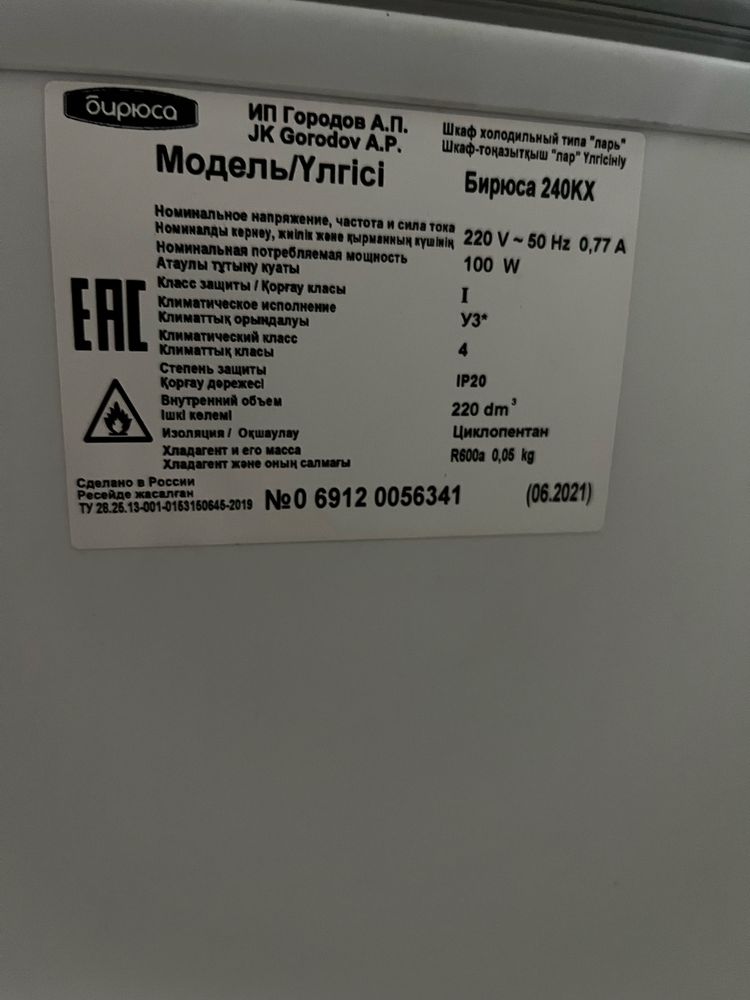 бирюса
ИП Городов А.П.
JK Gorodov A.P.
Шкаф холодильный типа "ларь"
Шкаф-тоңазытқыш "лар" Үлгісініу
Модель/Үлгісі
Бирюса 240KX
Номинальное напряжение, частота и сила тока
Номиналды кернеу, жиілік және қырманның күшінің
220 V ~ 50 Hz 0,77 A
Номинальная потребляемая мощность
Атаулы тұтыну қуаты
100 W
Класс защиты / Қорғау класы
I
Климатическое исполнение
Климаттық орындалуы
У3*
Климатический класс
Климаттық класы
4
Степень защиты
Қорғау дәрежесі
IP20
Внутренний объем
Ішкі көлемі
220 dm³
Изоляция / Оқшаулау
Циклопентан
Хладагент и его масса
Хладагент және оның салмағы
R600a 0,05 kg
EAC
Сделано в России
Ресейде жасалған
ТУ 28.25.13-001-0153150645-2019
№0 6912 0056341
(06.2021)